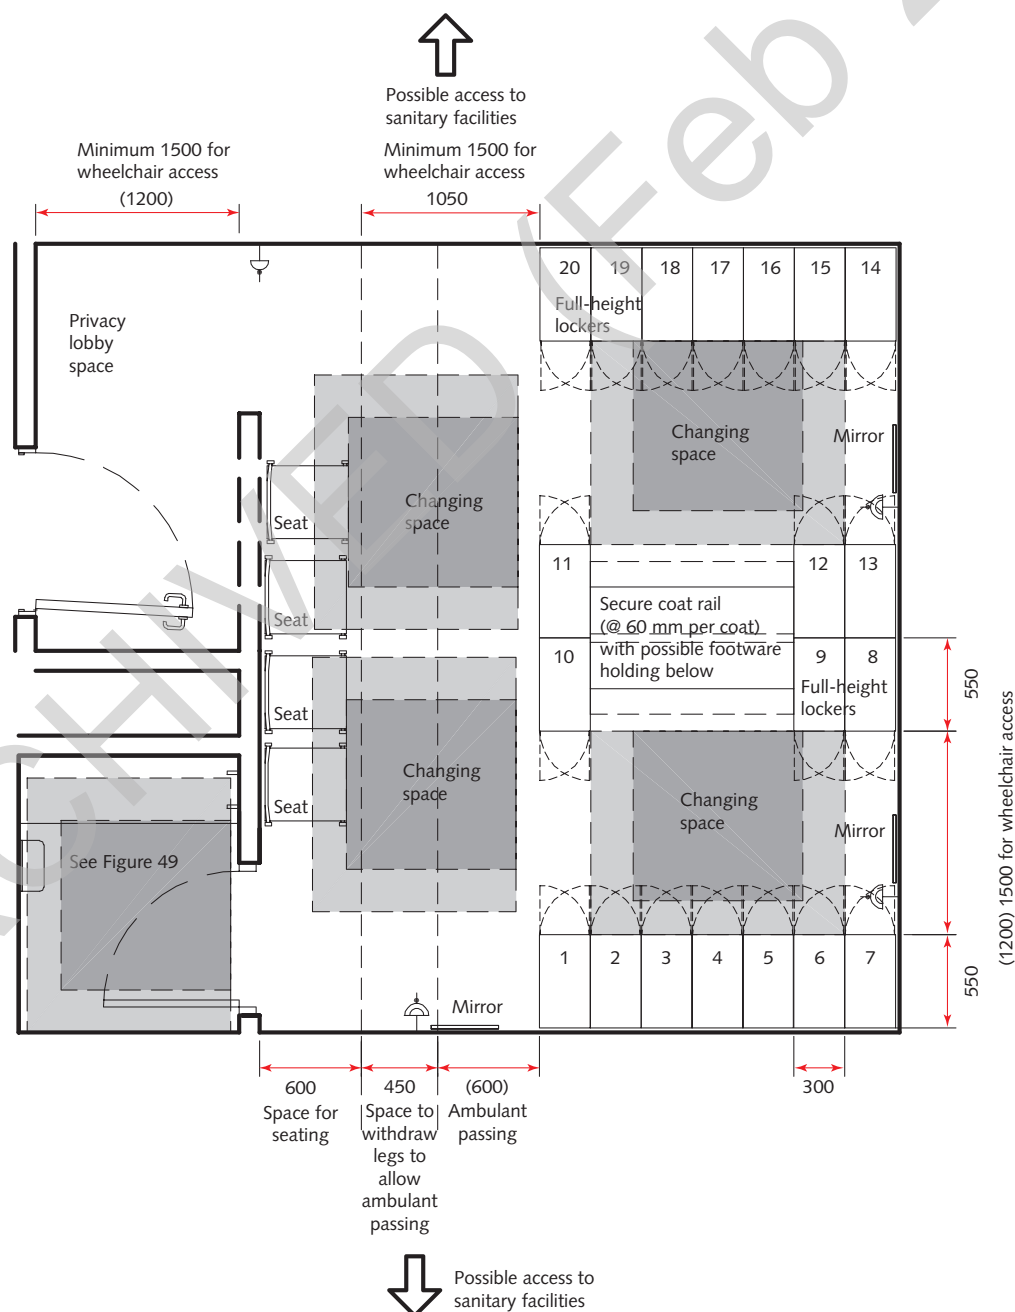 Possible access to
sanitary facilities
Minimum 1500 for
wheelchair access
(1200)
Minimum 1500 for
wheelchair access
1050
Privacy
lobby
space
20
19
18
17
16
15
14
Full-height
lockers
Changing
space
Mirror
Changing
space
Seat
Seat
Seat
Seat
11
12
13
Secure coat rail
(@ 60 mm per coat)
with possible footware
holding below
10
9
8
Full-height
lockers
550
Changing
space
Changing
space
Mirror
(1200) 1500 for wheelchair access
See Figure 49
1
2
3
4
5
6
7
550
Mirror
600
Space for
seating
450
Space to
withdraw
legs to
allow
ambulant
passing
(600)
Ambulant
passing
300
Possible access to
sanitary facilities
CHIVED (Feb 2